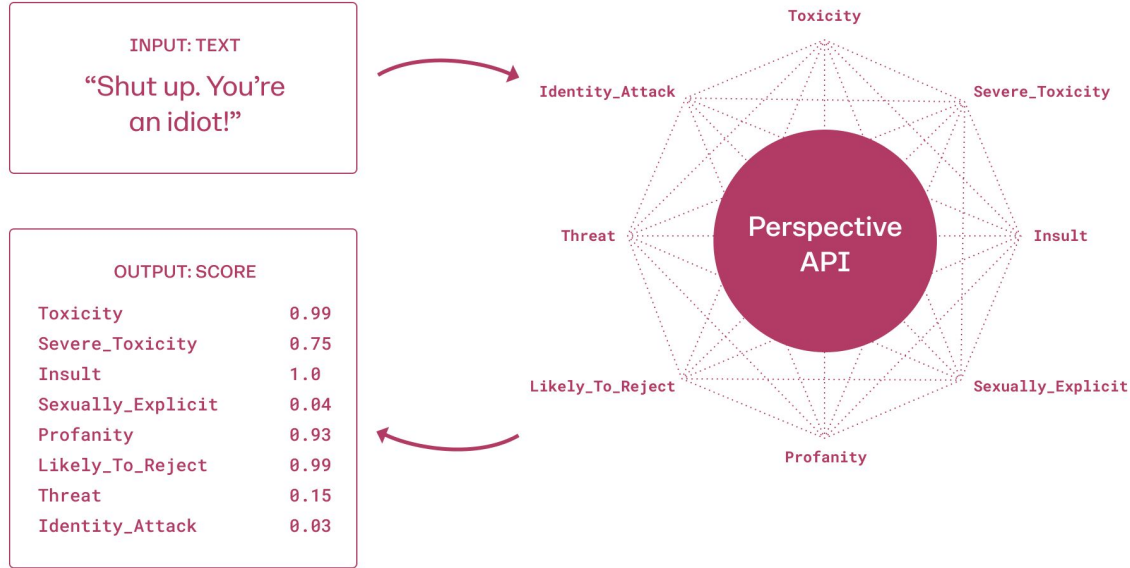 INPUT: TEXT
“Shut up. You’re
an idiot!”
OUTPUT: SCORE
Toxicity 0.99
Severe_Toxicity 0.75
Insult 1.0
Sexually_Explicit 0.04
Profanity 0.93
Likely_To_Reject 0.99
Threat 0.15
Identity_Attack 0.03
Toxicity
Identity_Attack
Severe_Toxicity
Threat
Perspective
API
Insult
Likely_To_Reject
Sexually_Explicit
Profanity